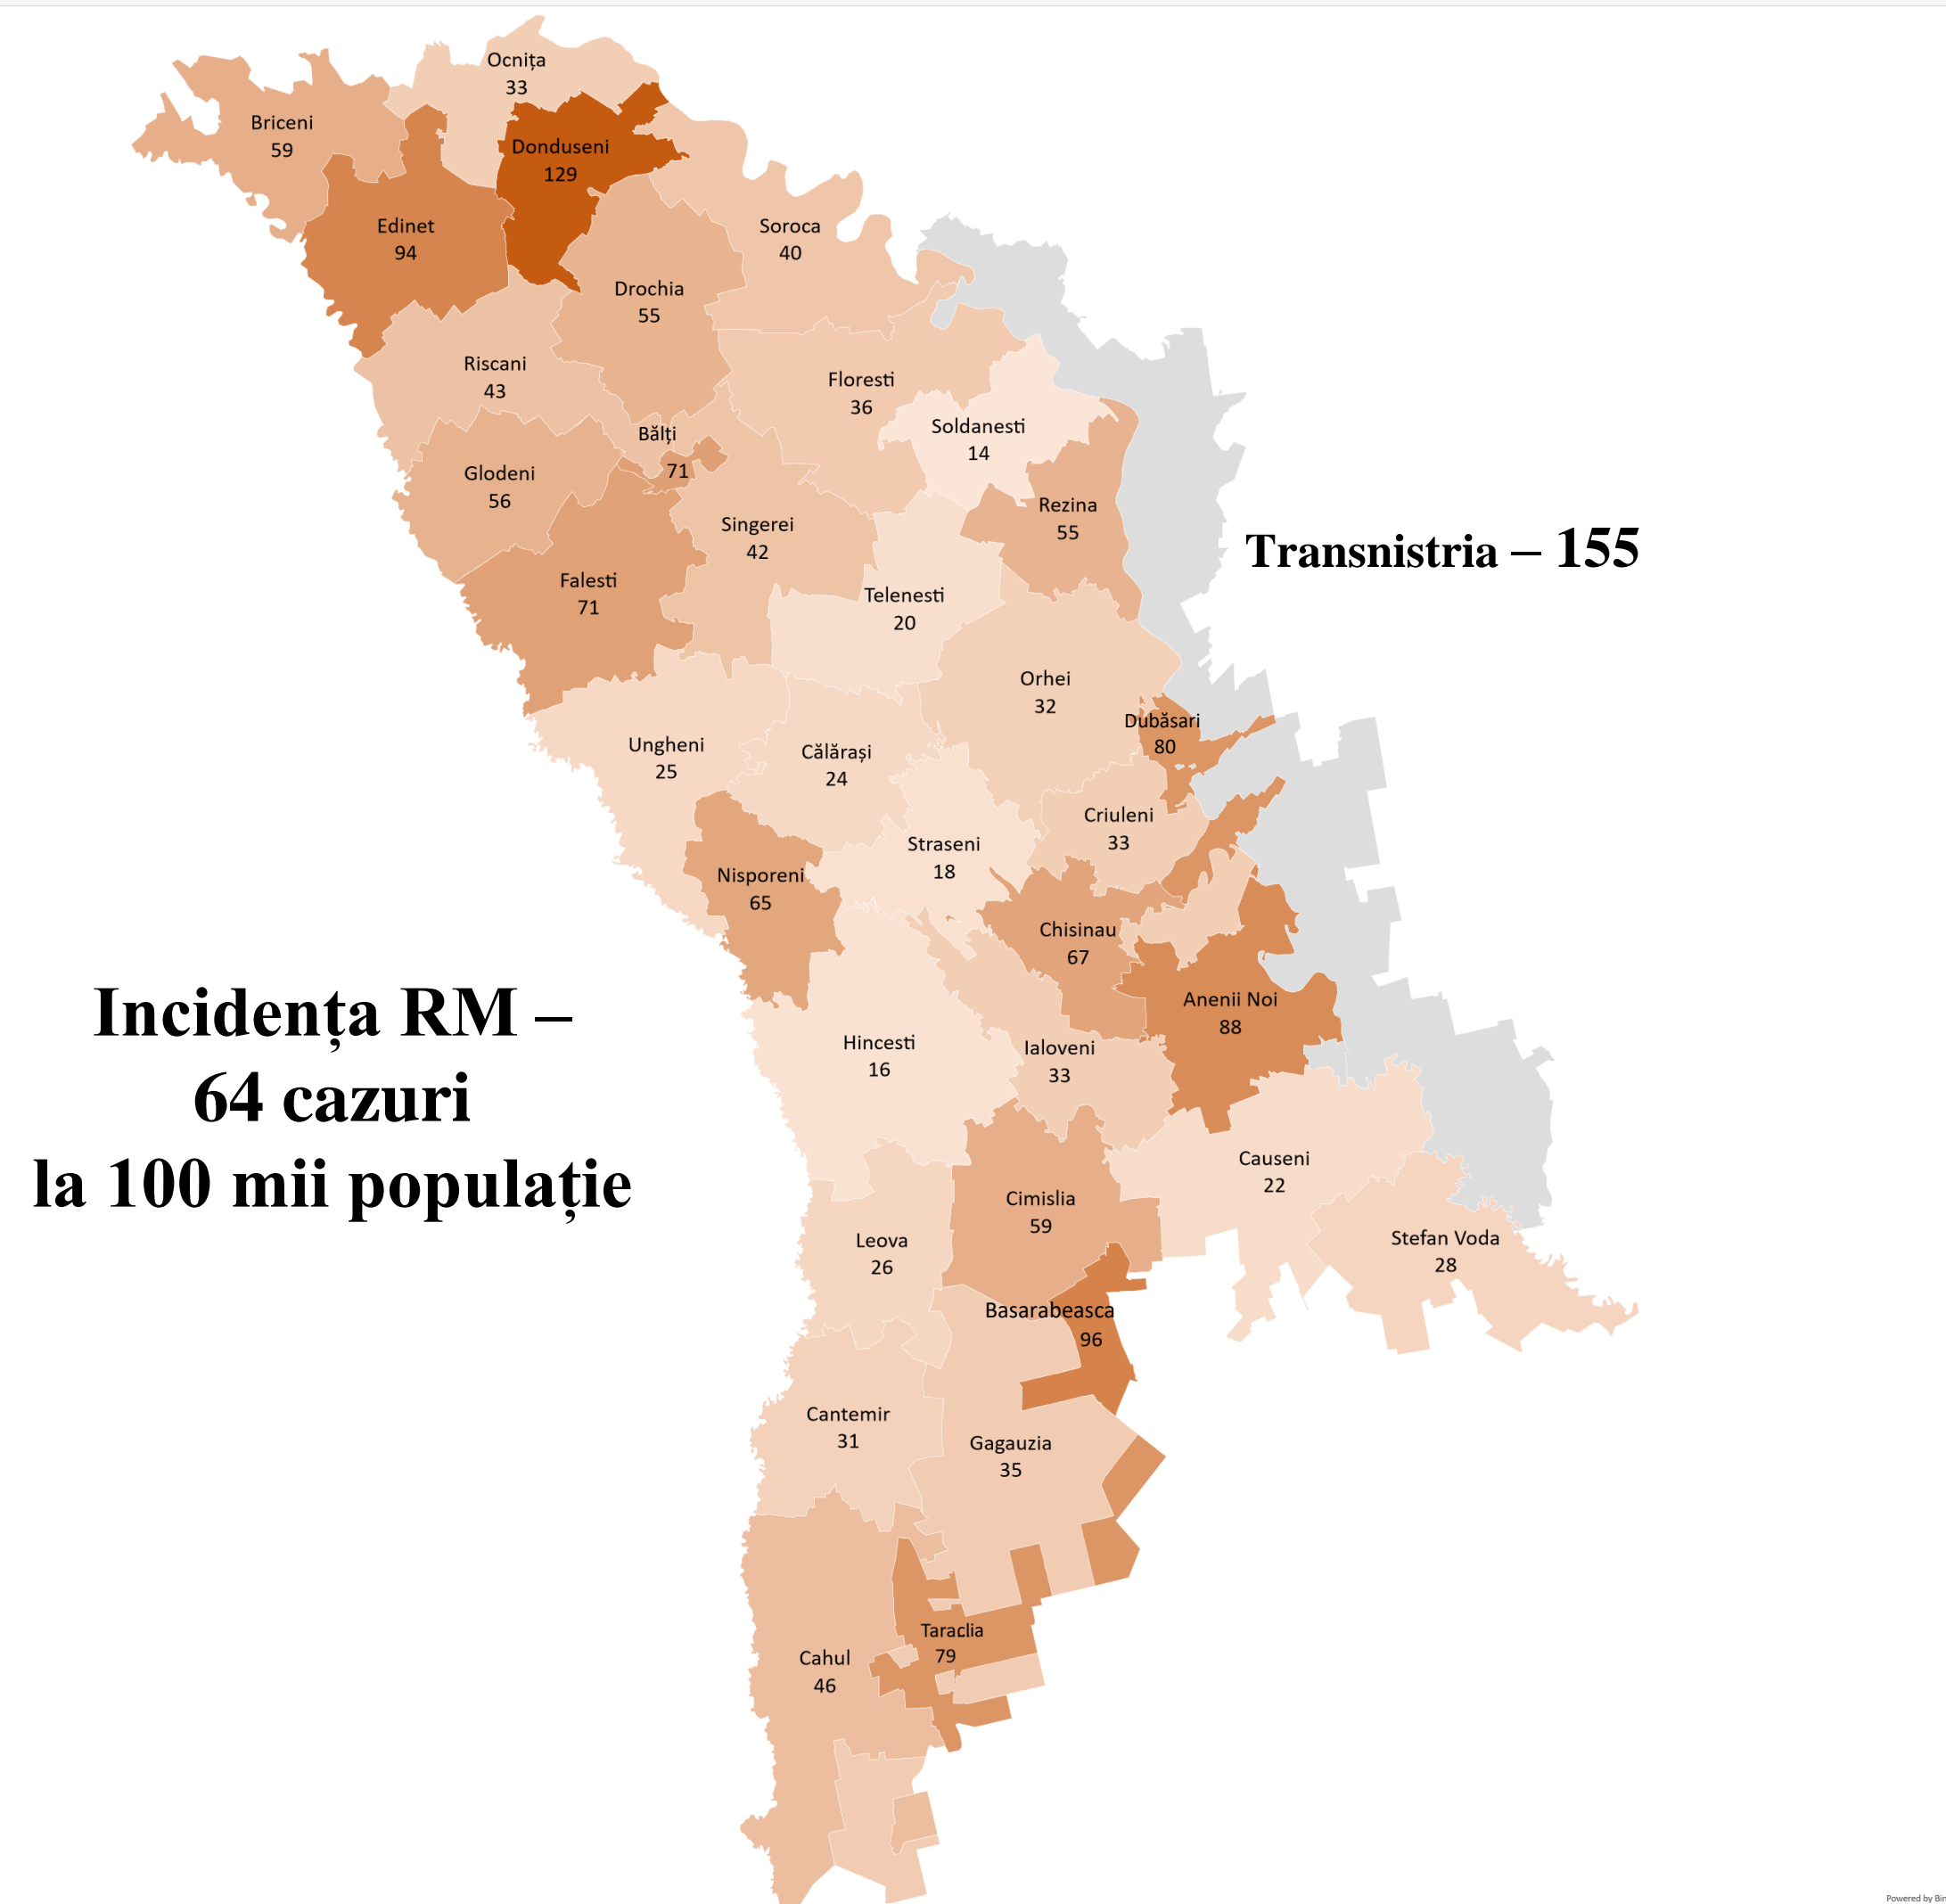 Ocnița
33
Briceni
59
Donduseni
129
Edinet
94
Soroca
40
Drochia
55
Riscani
43
Floresti
36
Soldanesti
14
Bălți
71
Glodeni
56
Rezina
55
Singerei
42
Transnistria – 155
Falesti
71
Telenesti
20
Orhei
32
Dubăsari
80
Ungheni
25
Călărași
24
Criuleni
33
Straseni
18
Nisporeni
65
Chisinau
67
Anenii Noi
88
Incidența RM –
64 cazuri
la 100 mii populație
Hincesti
16
Ialoveni
33
Causeni
22
Cimislia
59
Stefan Voda
28
Leova
26
Basarabeasca
96
Cantemir
31
Gagauzia
35
Taraclia
79
Cahul
46
Powered by Bin